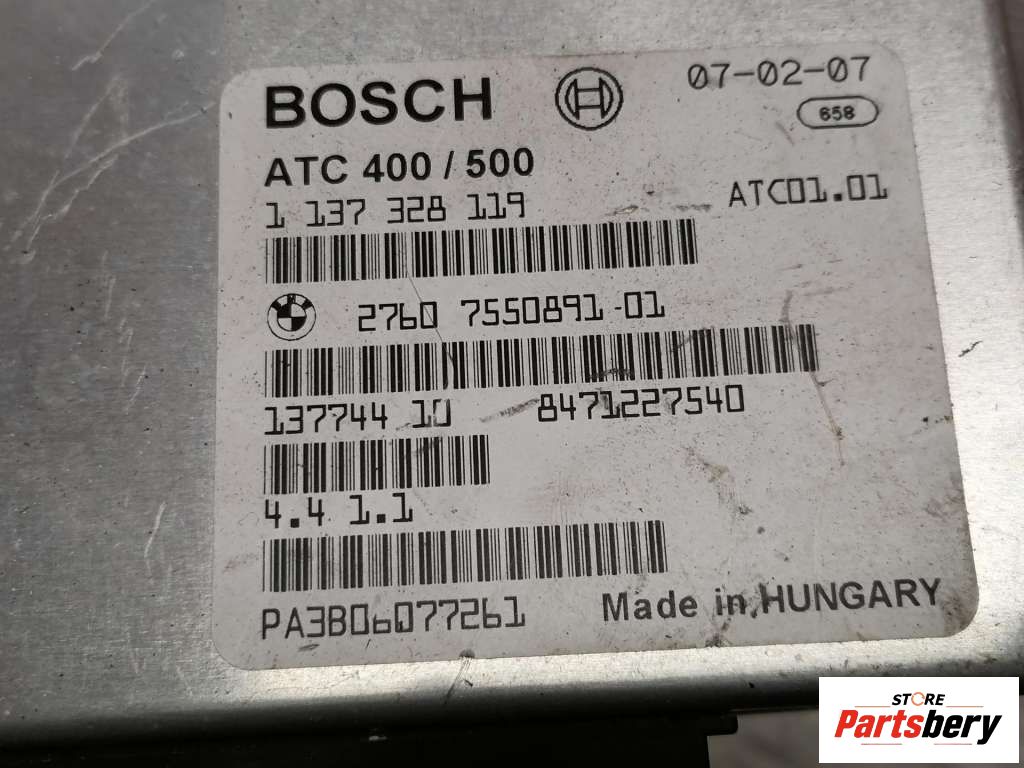 BOSCH
07-02-07
658
ATC 400 / 500
1 137 328 119
ATC01.01
2760 7550891-01
137744 10 8471227540
4.4 1.1
PA3B06077261
Made in HUNGARY
STORE
Partsbery